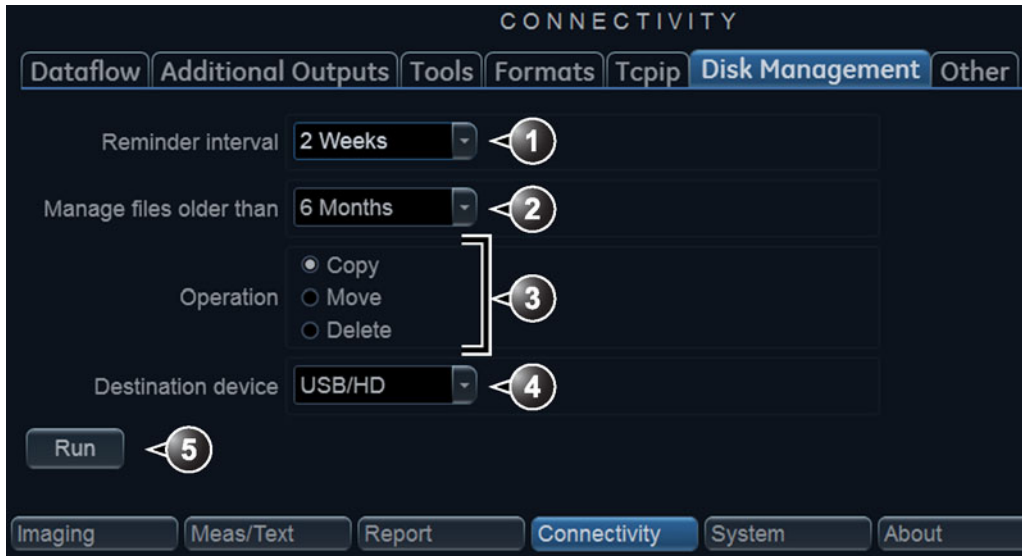 CONNECTIVITY
Dataflow Additional Outputs Tools Formats Tcpip Disk Management Other
Reminder interval 2 Weeks 1
Manage files older than 6 Months 2
Copy
Operation Move 3
Delete
Destination device USB/HD 4
Run 5
Imaging Meas/Text Report Connectivity System About